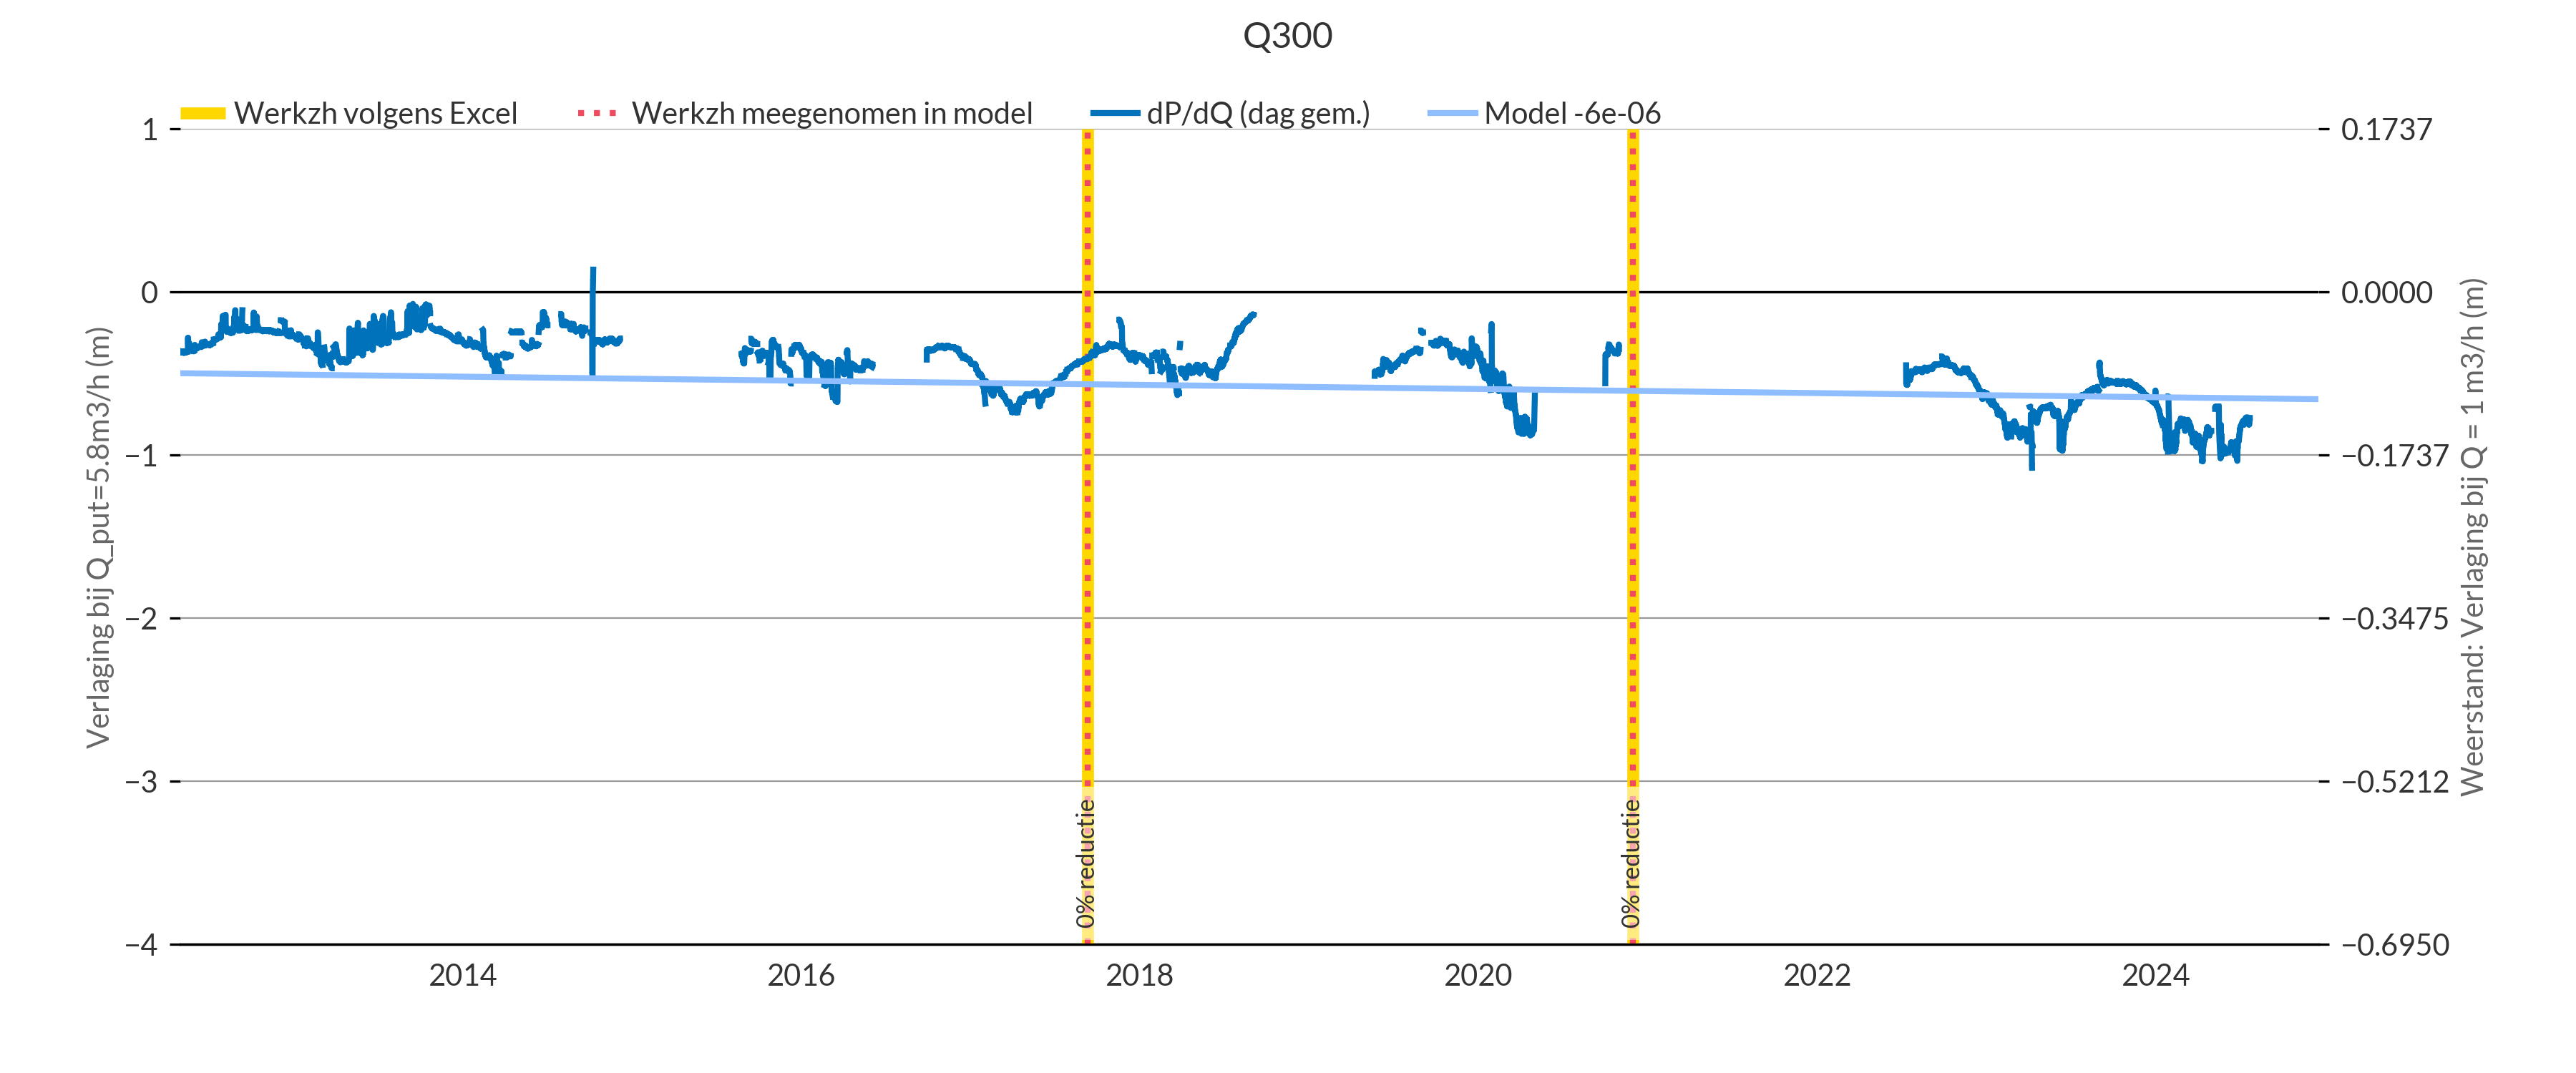 Q300
Werkzh volgens Excel
Werkzh meegenomen in model
dP/dQ (dag gem.)
Model -6e-06
1
0
−1
−2
−3
−4
0.1737
0.0000
−0.1737
−0.3475
−0.5212
−0.6950
Verlaging bij Q_put=5.8m3/h (m)
Weerstand: Verlaging bij Q = 1 m3/h (m)
0% reductie
0% reductie
2014
2016
2018
2020
2022
2024